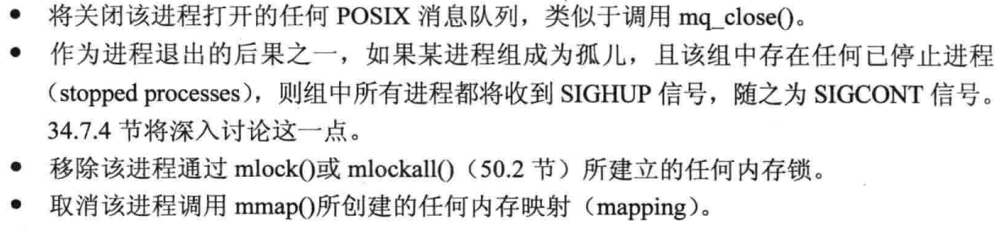 ● 将关闭该进程打开的任何 POSIX 消息队列，类似于调用 mq_close()。
● 作为进程退出的后果之一，如果某进程组成为孤儿，且该组中存在任何已停止进程
（stopped processes），则组中所有进程都将收到 SIGHUP 信号，随之为 SIGCONT 信号。
34.7.4 节将深入讨论这一点。
● 移除该进程通过 mlock()或 mlockall()（50.2 节）所建立的任何内存锁。
● 取消该进程调用 mmap()所创建的任何内存映射（mapping）。